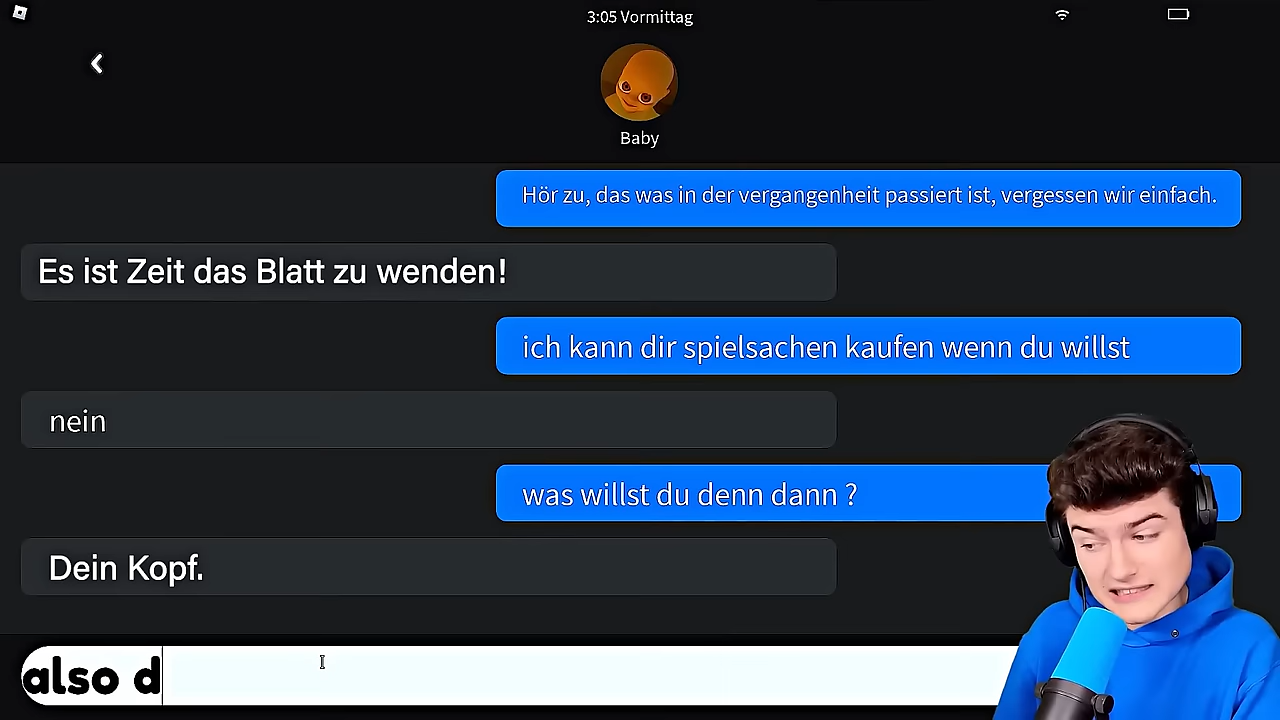 3:05 Vormittag
Baby
Hör zu, das was in der vergangenheit passiert ist, vergessen wir einfach.
Es ist Zeit das Blatt zu wenden!
ich kann dir spielsachen kaufen wenn du willst
nein
was willst du denn dann ?
Dein Kopf.
also d